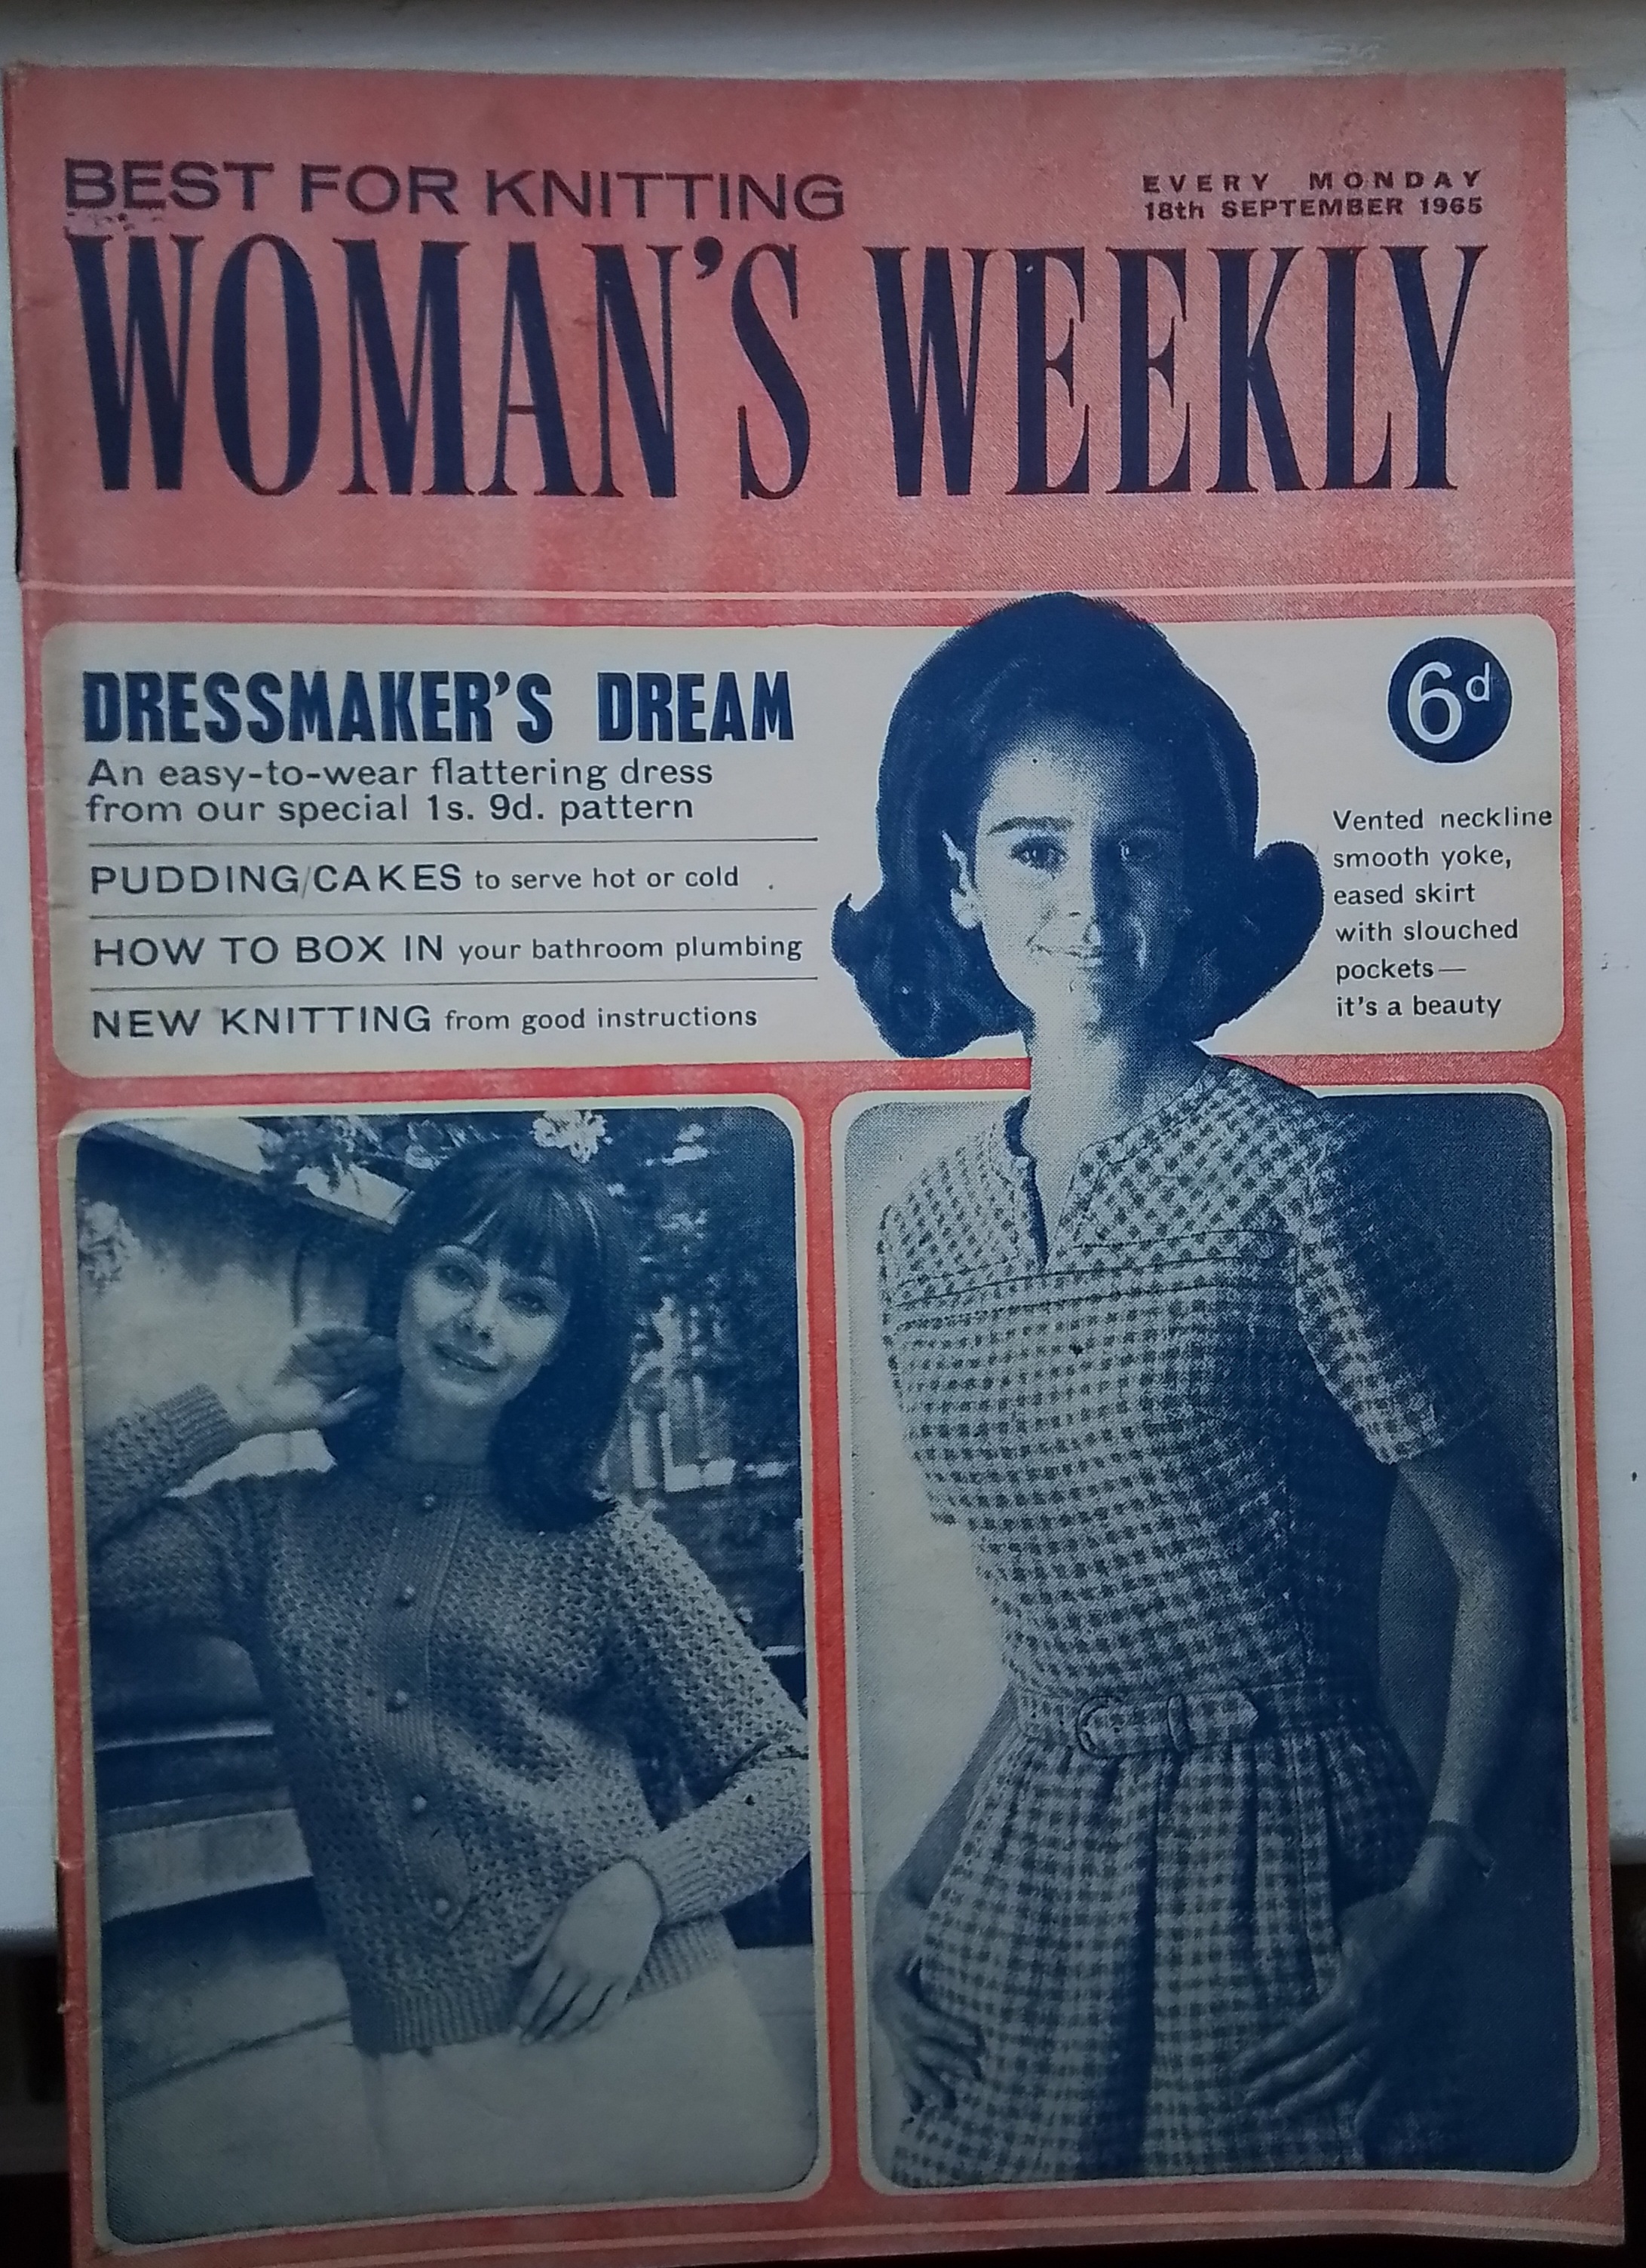 BEST FOR KNITTING
EVERY MONDAY
18th SEPTEMBER 1965
WOMAN'S WEEKLY
DRESSMAKER'S DREAM
An easy-to-wear flattering dress
from our special 1s. 9d. pattern
PUDDING/CAKES to serve hot or cold
HOW TO BOX IN your bathroom plumbing
NEW KNITTING from good instructions
6d
Vented neckline
smooth yoke,
eased skirt
with slouched
pockets—
it's a beauty